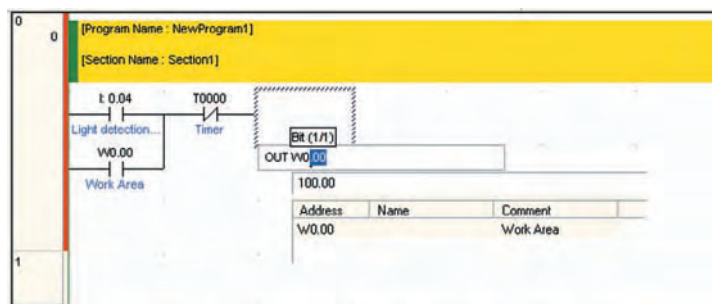 0
0
[Program Name : NewProgram1]
[Section Name : Section1]
I: 0.04
T0000
Light detection...
Timer
W0.00
Work Area
Bit (1/1)
OUT W0.00
100.00
Address Name Comment
W0.00 Work Area
1